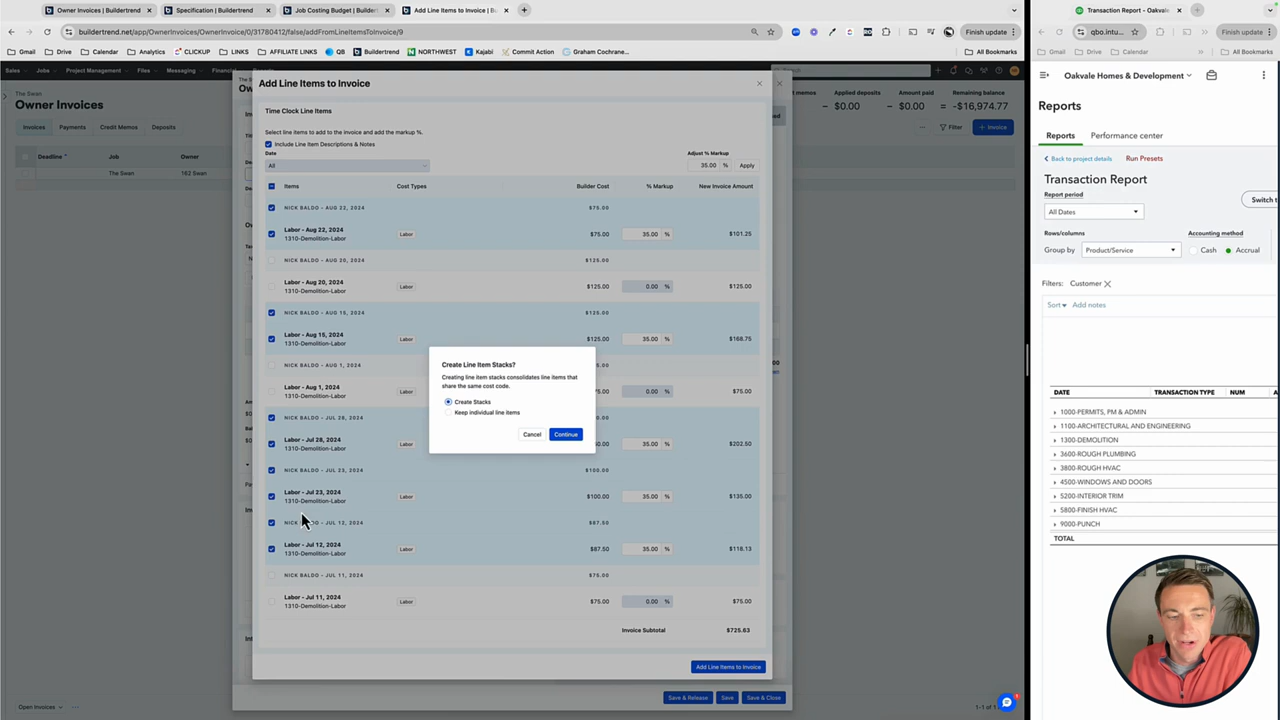 Owner Invoices | Buildertrend
Specification | Buildertrend
Job Costing Budget | Buildertrend
Add Line Items to Invoice | Bu
Transaction Report - Oakvale
buildertrend.net/app/OwnerInvoices/OwnerInvoice/0/31780412/false/addFromLineItemsToInvoice/9
Finish update
qbo.intu...
Finish update
Gmail
Drive
Calendar
Analytics
CLICKUP
LINKS
AFFILIATE LINKS
QB
Buildertrend
NORTHWEST
Kajabi
Commit Action
Graham Cochrane...
All Bookmarks
Gmail
Drive
Calendar
All Bookmarks
Sales
Jobs
Project Management
Files
Messaging
Financial
The Swan
Owner Invoices
Invoices
Payments
Credit Memos
Deposits
Deadline
Job
Owner
The Swan
162 Swan
Applied deposits
Amount paid
Remaining balance
– $0.00
– $0.00
= -$16,974.77
Filter
+ Invoice
Add Line Items to Invoice
Time Clock Line Items
Select line items to add to the invoice and add the markup %.
Include Line Item Descriptions & Notes
Date
All
Adjust % Markup
35.00 %
Apply
Items
Cost Types
Builder Cost
% Markup
New Invoice Amount
NICK BALDO - AUG 22, 2024
$75.00
Labor - Aug 22, 2024
1310-Demolition-Labor
Labor
$75.00
35.00 %
$101.25
NICK BALDO - AUG 20, 2024
$125.00
Labor - Aug 20, 2024
1310-Demolition-Labor
Labor
$125.00
0.00 %
$125.00
NICK BALDO - AUG 15, 2024
$125.00
Labor - Aug 15, 2024
1310-Demolition-Labor
Labor
$125.00
35.00 %
$168.75
NICK BALDO - AUG 1, 2024
Labor - Aug 1, 2024
1310-Demolition-Labor
Labor
0.00 %
$75.00
NICK BALDO - JUL 28, 2024
Labor - Jul 28, 2024
1310-Demolition-Labor
Labor
35.00 %
$202.50
NICK BALDO - JUL 23, 2024
$100.00
Labor - Jul 23, 2024
1310-Demolition-Labor
Labor
$100.00
35.00 %
$135.00
NICK BALDO - JUL 12, 2024
$87.50
Labor - Jul 12, 2024
1310-Demolition-Labor
Labor
$87.50
35.00 %
$118.13
NICK BALDO - JUL 11, 2024
$75.00
Labor - Jul 11, 2024
1310-Demolition-Labor
Labor
$75.00
0.00 %
$75.00
Invoice Subtotal
$725.63
Add Line Items to Invoice
Save & Release
Save
Save & Close
Open Invoices
Create Line Item Stacks?
Creating line item stacks consolidates line items that
share the same cost code.
Create Stacks
Keep individual line items
Cancel
Continue
Oakvale Homes & Development
Reports
Reports
Performance center
Back to project details
Run Presets
Transaction Report
Report period
Switch t
All Dates
Rows/columns
Accounting method
Group by
Product/Service
Cash
Accrual
Filters:
Customer
Sort
Add notes
DATE
TRANSACTION TYPE
NUM
A
1000-PERMITS, PM & ADMIN
1100-ARCHITECTURAL AND ENGINEERING
1300-DEMOLITION
3600-ROUGH PLUMBING
3800-ROUGH HVAC
4500-WINDOWS AND DOORS
5200-INTERIOR TRIM
5800-FINISH HVAC
9000-PUNCH
TOTAL